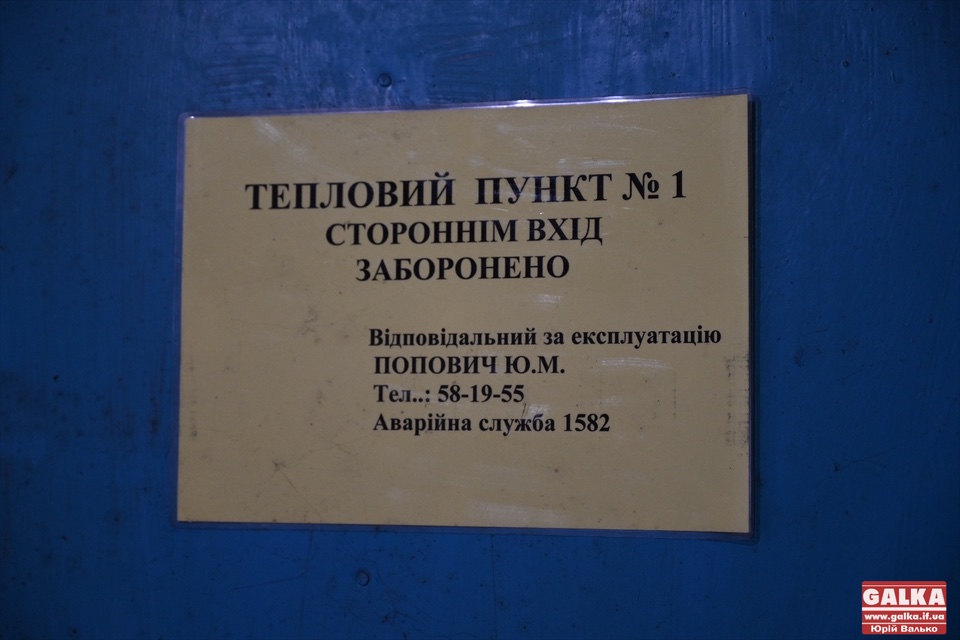 ТЕПЛОВИЙ ПУНКТ № 1
СТОРОННІМ ВХІД
ЗАБОРОНЕНО
Відповідальний за експлуатацію
ПОПОВИЧ Ю.М.
Тел..: 58-19-55
Аварійна служба 1582
GALKA
www.galka.if.ua
Юрій Валько